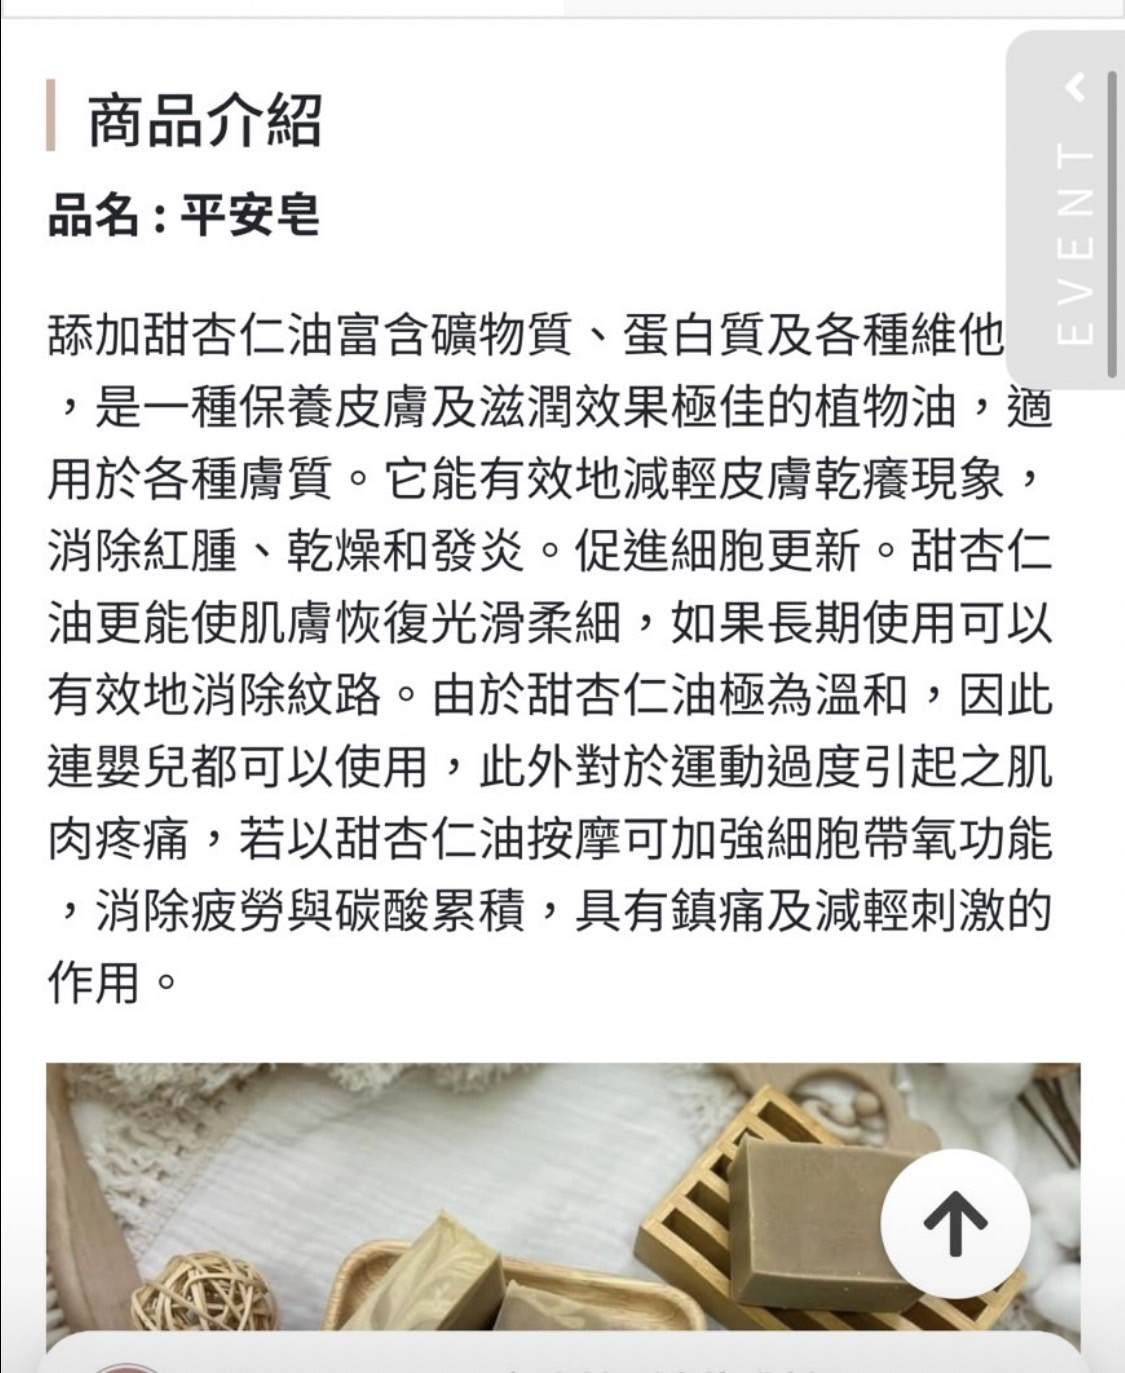 商品介紹
品名 : 平安皂
EVENT
舔加甜杏仁油富含礦物質、蛋白質及各種維他
，是一種保養皮膚及滋潤效果極佳的植物油，適
用於各種膚質。它能有效地減輕皮膚乾癢現象，
消除紅腫、乾燥和發炎。促進細胞更新。甜杏仁
油更能使肌膚恢復光滑柔細，如果長期使用可以
有效地消除紋路。由於甜杏仁油極為溫和，因此
連嬰兒都可以使用，此外對於運動過度引起之肌
肉疼痛，若以甜杏仁油按摩可加強細胞帶氧功能
，消除疲勞與碳酸累積，具有鎮痛及減輕刺激的
作用。